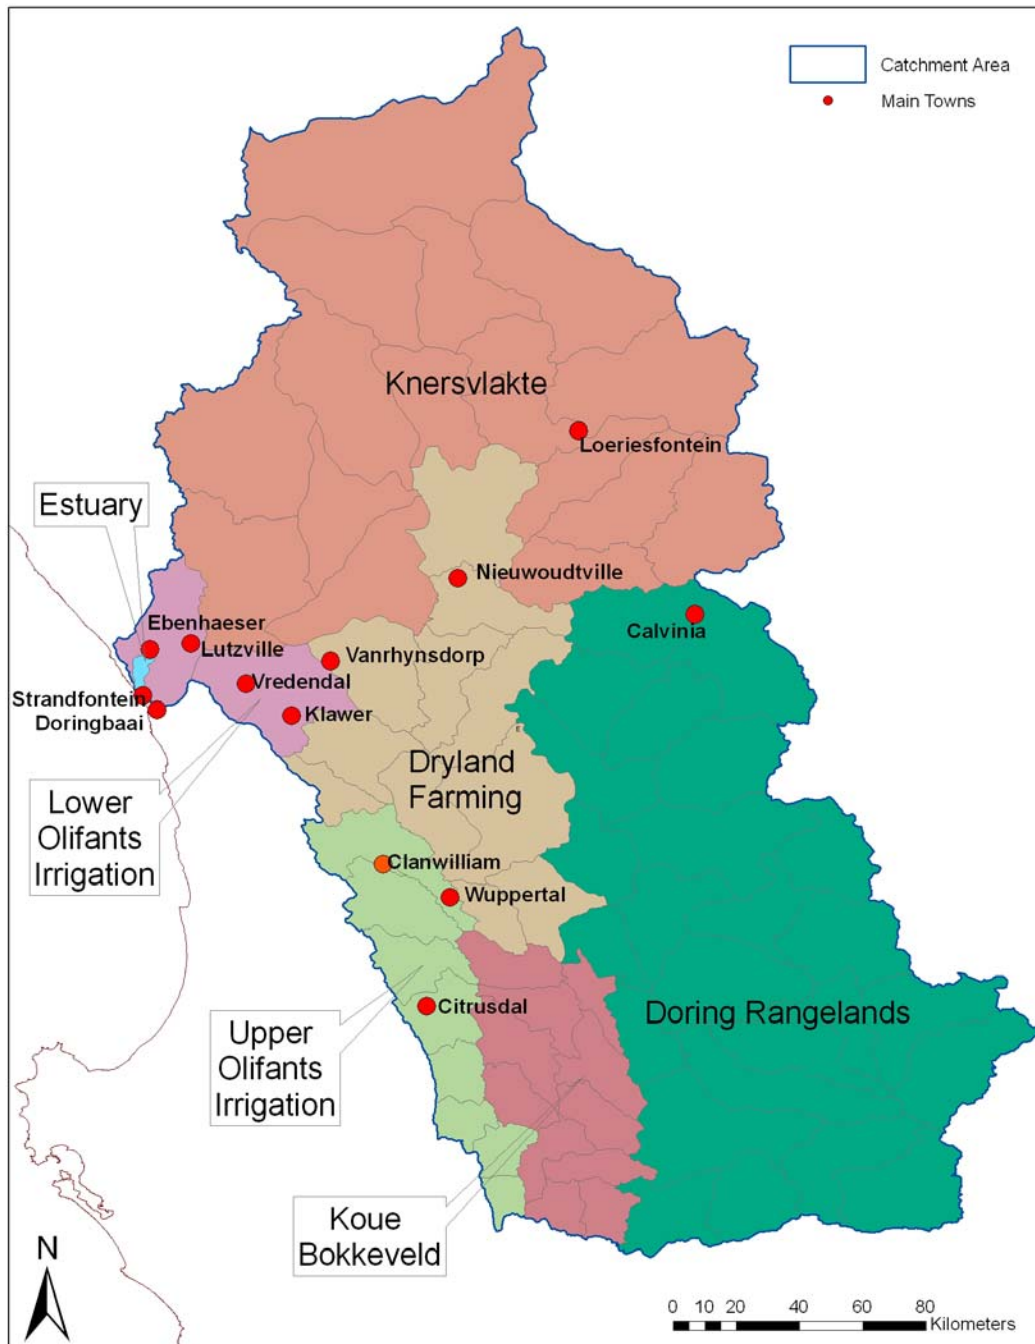 Catchment Area
Main Towns
Knersvlakte
Loeriesfontein
Estuary
Nieuwoudtville
Ebenhaeser
Calvinia
Lutzville
Vanrhynsdorp
Vredendal
Strandfontein
Klawer
Doringbaai
Dryland
Farming
Lower
Olifants
Irrigation
Clanwilliam
Wuppertal
Citrusdal
Doring Rangelands
Upper
Olifants
Irrigation
Koue
Bokkeveld
N
0 10 20 40 60 80
Kilometers